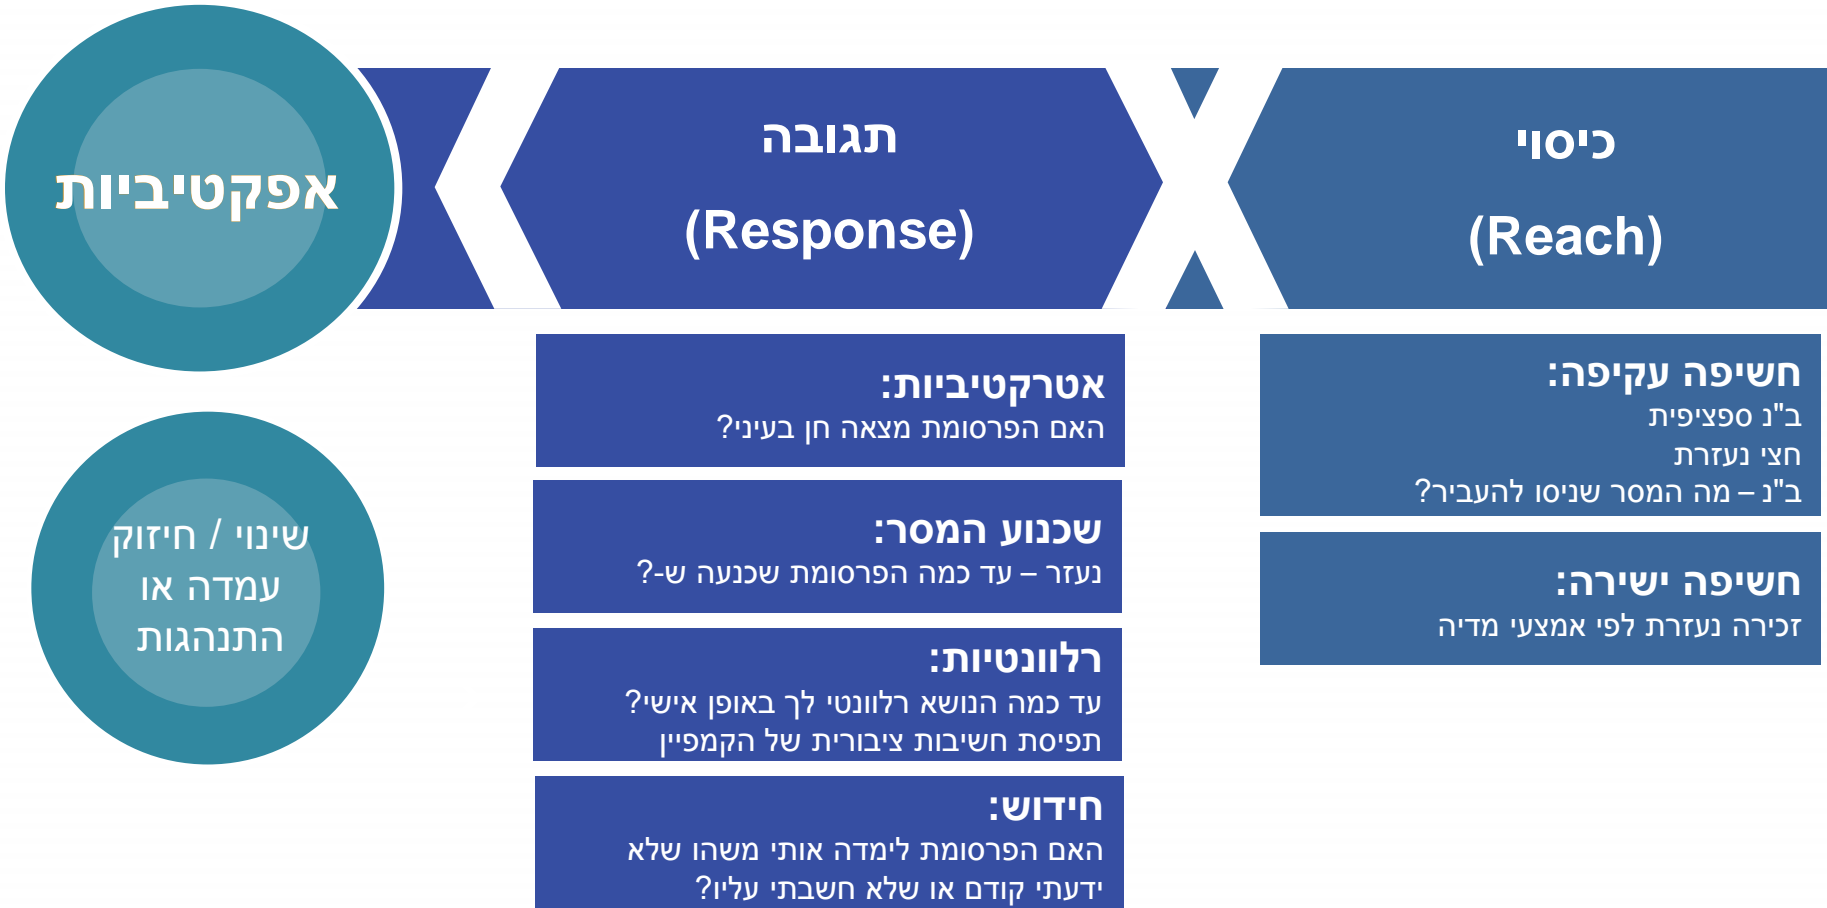 כיסוי
(Reach)
חשיפה עקיפה:
ב"נ ספציפית
חצי נעזרת
ב"נ – מה המסר שניסו להעביר?
חשיפה ישירה:
זכירה נעזרת לפי אמצעי מדיה
תגובה
(Response)
אטרקטיביות:
האם הפרסומת מצאה חן בעיני?
שכנוע המסר:
נעזר – עד כמה הפרסומת שכנעה ש-?
רלוונטיות:
עד כמה הנושא רלוונטי לך באופן אישי?
תפיסת חשיבות ציבורית של הקמפיין
חידוש:
האם הפרסומת לימדה אותי משהו שלא
ידעתי קודם או שלא חשבתי עליו?
אפקטיביות
שינוי / חיזוק
עמדה או
התנהגות